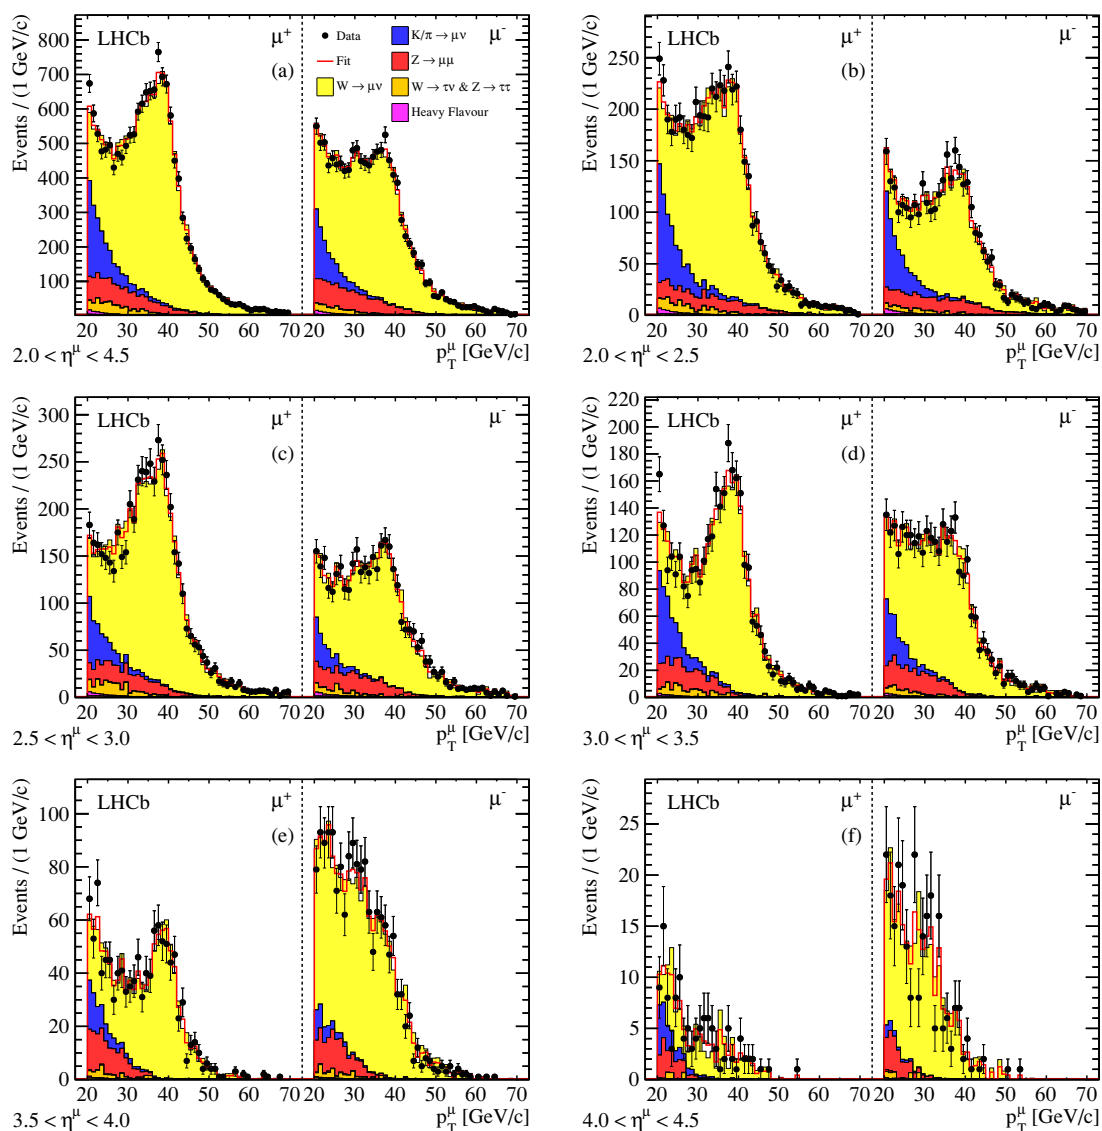 LHCb μ⁺ μ⁻
(a)
Data
Fit
W → μν
K/π → μν
Z → μμ
W → τν & Z → ττ
Heavy Flavour
Events / (1 GeV/c)
800
700
600
500
400
300
200
100
20 30 40 50 60 70 20 30 40 50 60 70
2.0 < η^μ < 4.5
p_T^μ [GeV/c]
LHCb μ⁺ μ⁻
(b)
Events / (1 GeV/c)
250
200
150
100
50
0
20 30 40 50 60 70 20 30 40 50 60 70
2.0 < η^μ < 2.5
p_T^μ [GeV/c]
LHCb μ⁺ μ⁻
(c)
Events / (1 GeV/c)
300
250
200
150
100
50
0
20 30 40 50 60 70 20 30 40 50 60 70
2.5 < η^μ < 3.0
p_T^μ [GeV/c]
LHCb μ⁺ μ⁻
(d)
Events / (1 GeV/c)
220
200
180
160
140
120
100
80
60
40
20
0
20 30 40 50 60 70 20 30 40 50 60 70
3.0 < η^μ < 3.5
p_T^μ [GeV/c]
LHCb μ⁺ μ⁻
(e)
Events / (1 GeV/c)
100
80
60
40
20
0
20 30 40 50 60 70 20 30 40 50 60 70
3.5 < η^μ < 4.0
p_T^μ [GeV/c]
LHCb μ⁺ μ⁻
(f)
Events / (1 GeV/c)
25
20
15
10
5
0
20 30 40 50 60 70 20 30 40 50 60 70
4.0 < η^μ < 4.5
p_T^μ [GeV/c]